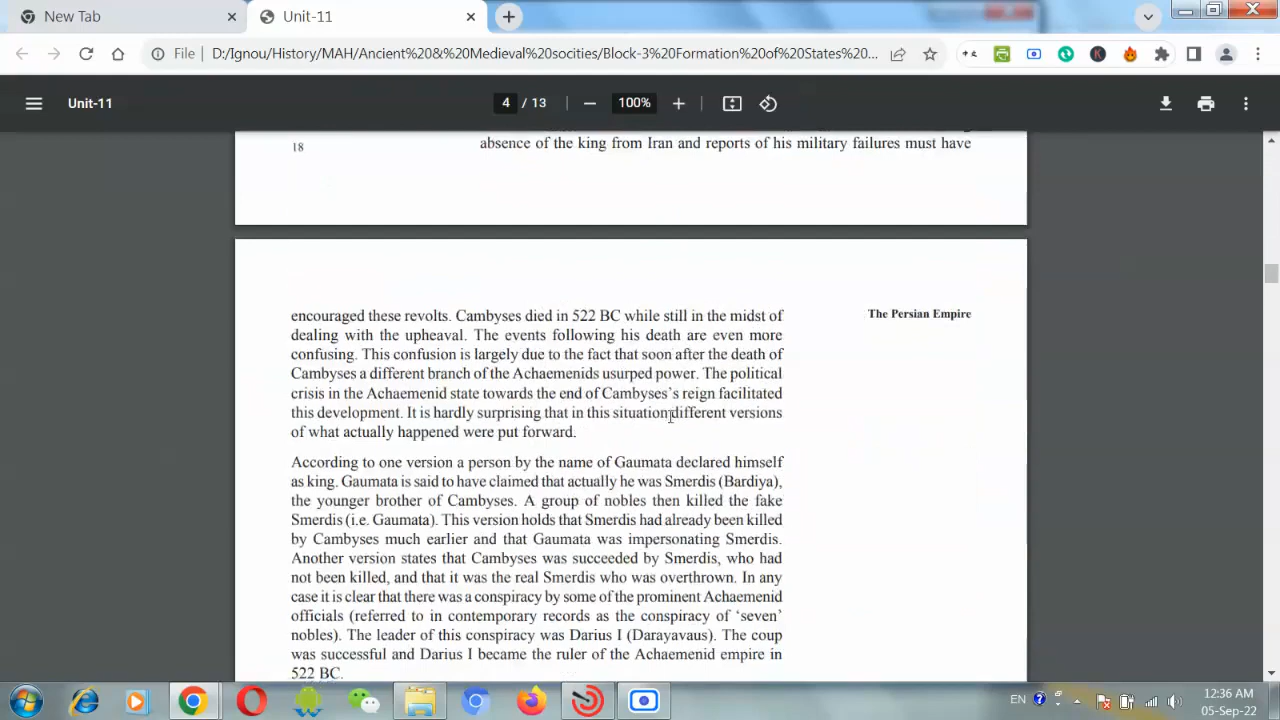 New Tab
Unit-11
File
D:/Ignou/History/MAH/Ancient%20&%20Medieval%20socities/Block-3%20Formation%20of%20States%20...
Unit-11
4 / 13
100%
absence of the king from Iran and reports of his military failures must have
18
The Persian Empire
encouraged these revolts. Cambyses died in 522 BC while still in the midst of
dealing with the upheaval. The events following his death are even more
confusing. This confusion is largely due to the fact that soon after the death of
Cambyses a different branch of the Achaemenids usurped power. The political
crisis in the Achaemenid state towards the end of Cambyses's reign facilitated
this development. It is hardly surprising that in this situation different versions
of what actually happened were put forward.
According to one version a person by the name of Gaumata declared himself
as king. Gaumata is said to have claimed that actually he was Smerdis (Bardiya),
the younger brother of Cambyses. A group of nobles then killed the fake
Smerdis (i.e. Gaumata). This version holds that Smerdis had already been killed
by Cambyses much earlier and that Gaumata was impersonating Smerdis.
Another version states that Cambyses was succeeded by Smerdis, who had
not been killed, and that it was the real Smerdis who was overthrown. In any
case it is clear that there was a conspiracy by some of the prominent Achaemenid
officials (referred to in contemporary records as the conspiracy of 'seven'
nobles). The leader of this conspiracy was Darius I (Darayavaus). The coup
was successful and Darius I became the ruler of the Achaemenid empire in
522 BC.
EN
12:36 AM
05-Sep-22